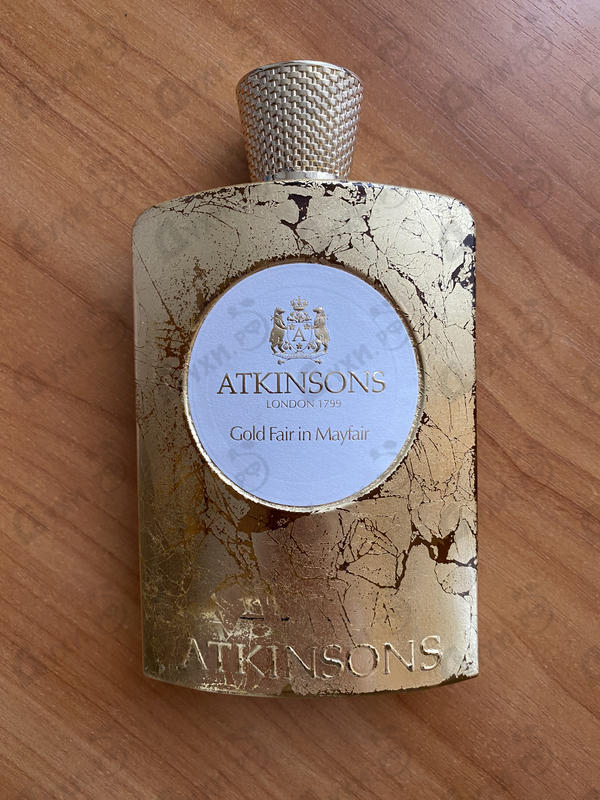 A
ATKINSONS
LONDON 1799
Gold Fair in Mayfair
ATKINSONS